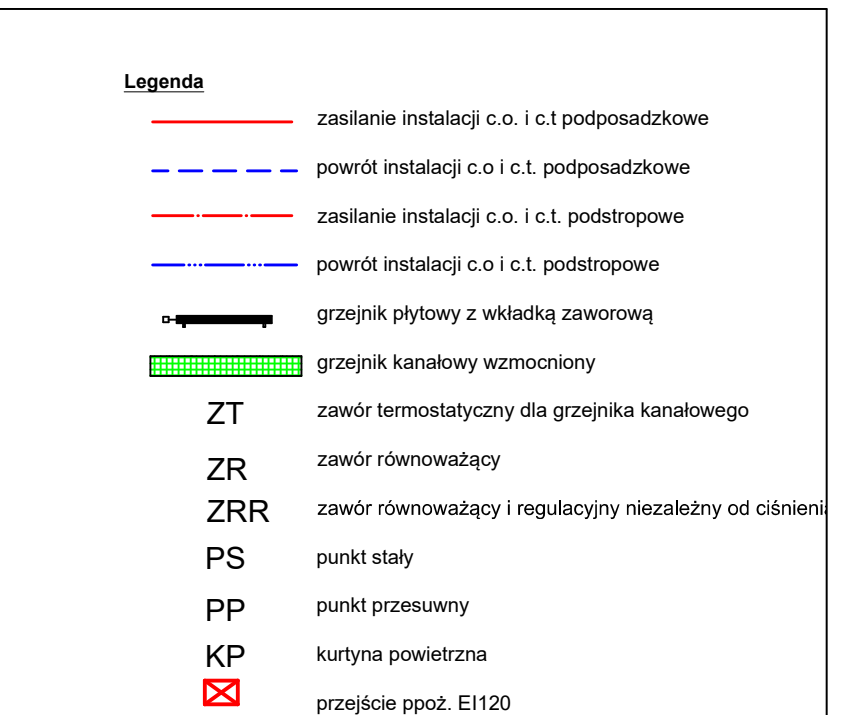 Legenda
zasilanie instalacji c.o. i c.t podposadzkowe
powrót instalacji c.o i c.t. podposadzkowe
zasilanie instalacji c.o. i c.t. podstropowe
powrót instalacji c.o i c.t. podstropowe
grzejnik płytowy z wkładką zaworową
grzejnik kanałowy wzmocniony
ZT zawór termostatyczny dla grzejnika kanałowego
ZR zawór równoważący
ZRR zawór równoważący i regulacyjny niezależny od ciśnienia
PS punkt stały
PP punkt przesuwny
KP kurtyna powietrzna
przejście ppoż. EI120